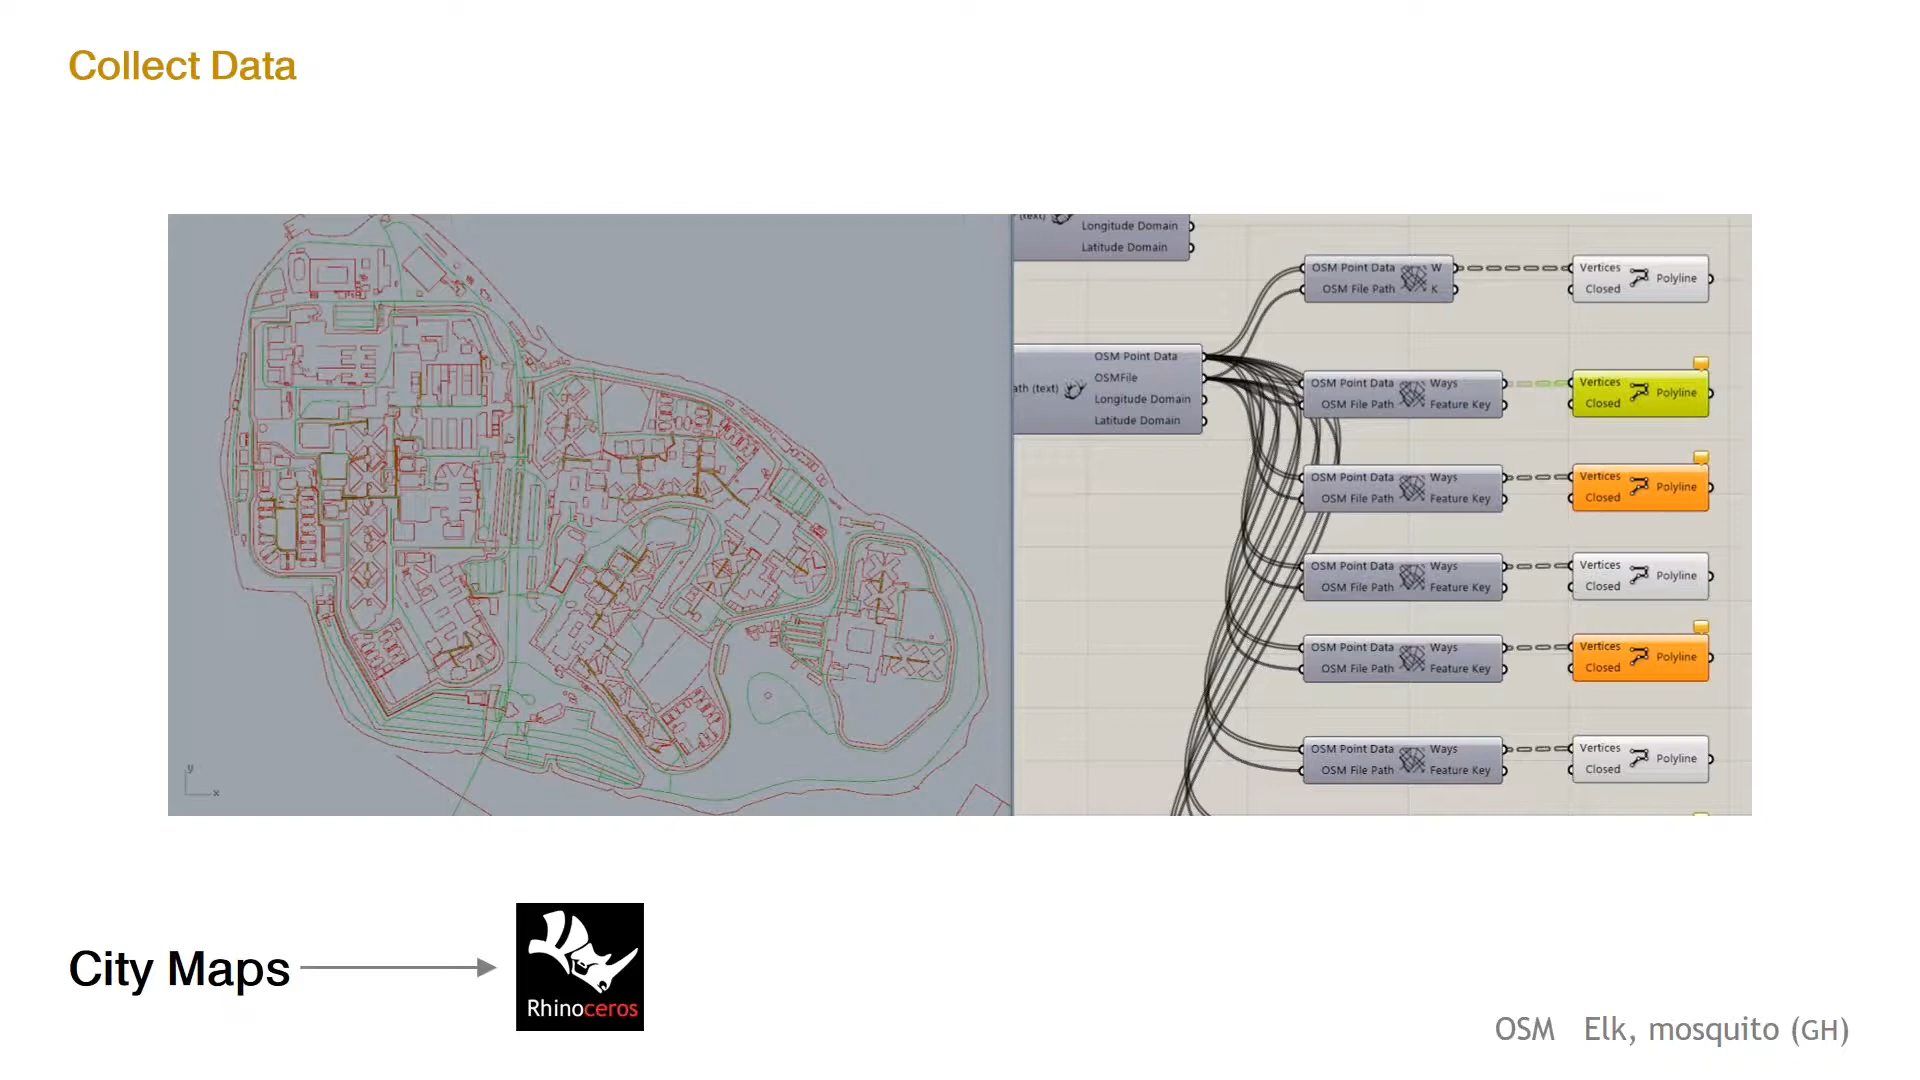 Collect Data
(text)
Longitude Domain
Latitude Domain
OSM Point Data W
OSM File Path K
Vertices
Closed
Polyline
OSM Point Data
OSMFile
Longitude Domain
Latitude Domain
ath (text)
OSM Point Data Ways
OSM File Path Feature Key
Vertices
Closed
Polyline
OSM Point Data Ways
OSM File Path Feature Key
Vertices
Closed
Polyline
OSM Point Data Ways
OSM File Path Feature Key
Vertices
Closed
Polyline
OSM Point Data Ways
OSM File Path Feature Key
Vertices
Closed
Polyline
OSM Point Data Ways
OSM File Path Feature Key
Vertices
Closed
Polyline
y
x
City Maps
Rhinoceros
OSM Elk, mosquito (GH)